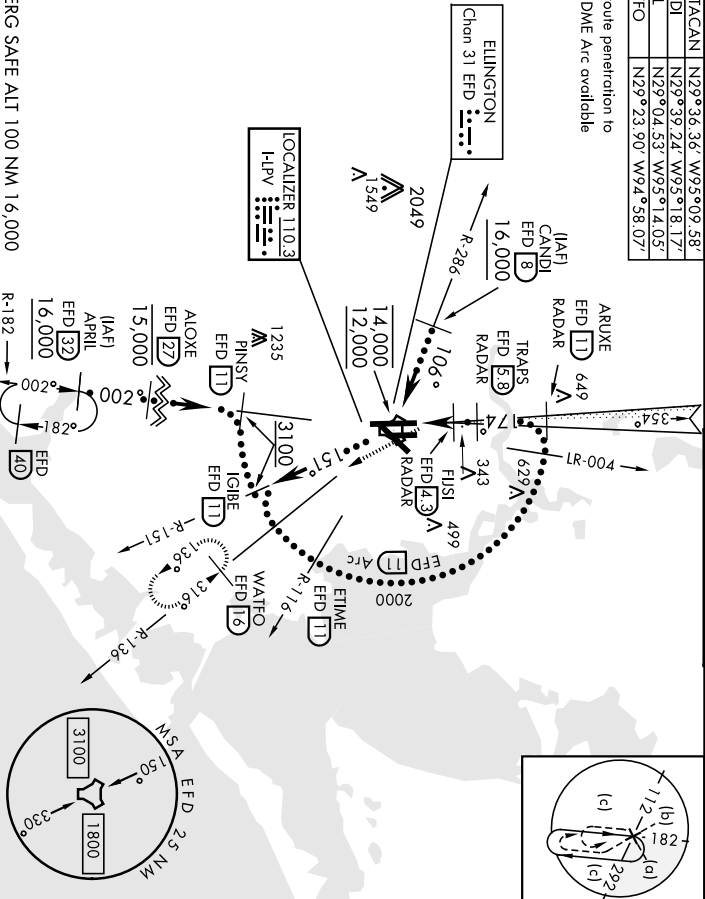 TACAN N29°36.36' W95°09.58'
DI N29°39.24' W95°18.17'
L N29°04.53' W95°14.05'
FO N29°23.90' W94°58.07'
route penetration to
DME Arc available
ELLINGTON
Chan 31 EFD
LOCALIZER 110.3
I-LPV
2049
1549
R-286
(IAF)
CANDI
EFD 8
16,000
106°
14,000
12,000
ARUXE
EFD 11
RADAR
649
TRAPS
EFD 5.8
RADAR
174°
354°
LR-004
343
629
FIJSI
EFD 4.3
RADAR
499
EFD 11 Arc
2000
1235
PINSY
EFD 11
3100
151°
IGIBE
EFD 11
R-151
ETIME
EFD 11
R-116
WATFO
EFD 16
136°
316°
R-136
ALOXE
EFD 27
15,000
002°
(IAF)
APRIL
EFD 32
16,000
002°
182°
R-182
EFD
40
ERG SAFE ALT 100 NM 16,000
MSA EFD 25 NM
150°
3100
1800
330°
112
(b)
182
(a)
(c)
(c)
292